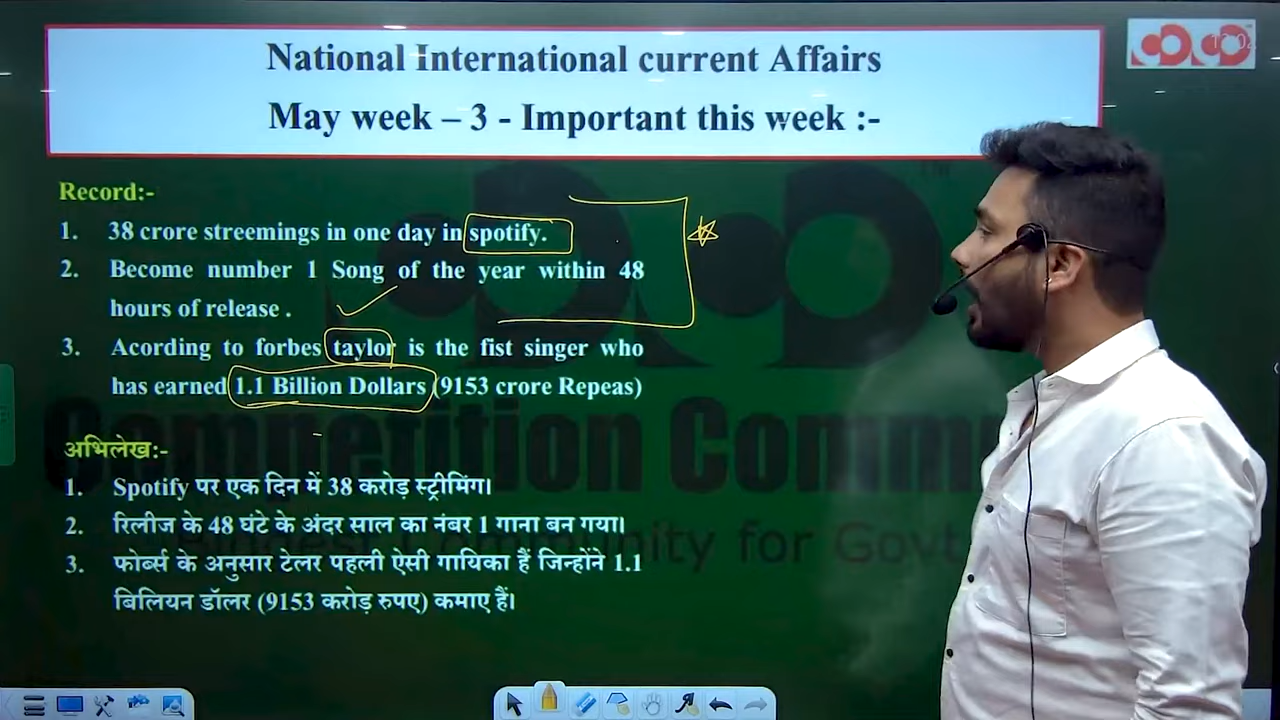 National International current Affairs
May week – 3 - Important this week :-
Record:-
1. 38 crore streemings in one day in spotify.
2. Become number 1 Song of the year within 48
hours of release .
3. Acording to forbes taylor is the fist singer who
has earned 1.1 Billion Dollars (9153 crore Repeas)
अभिलेख:-
1. Spotify पर एक दिन में 38 करोड़ स्ट्रीमिंग।
2. रिलीज के 48 घंटे के अंदर साल का नंबर 1 गाना बन गया।
3. फोर्ब्स के अनुसार टेलर पहली ऐसी गायिका हैं जिन्होंने 1.1
बिलियन डॉलर (9153 करोड़ रुपए) कमाए हैं।
Competition Comm
for Govt